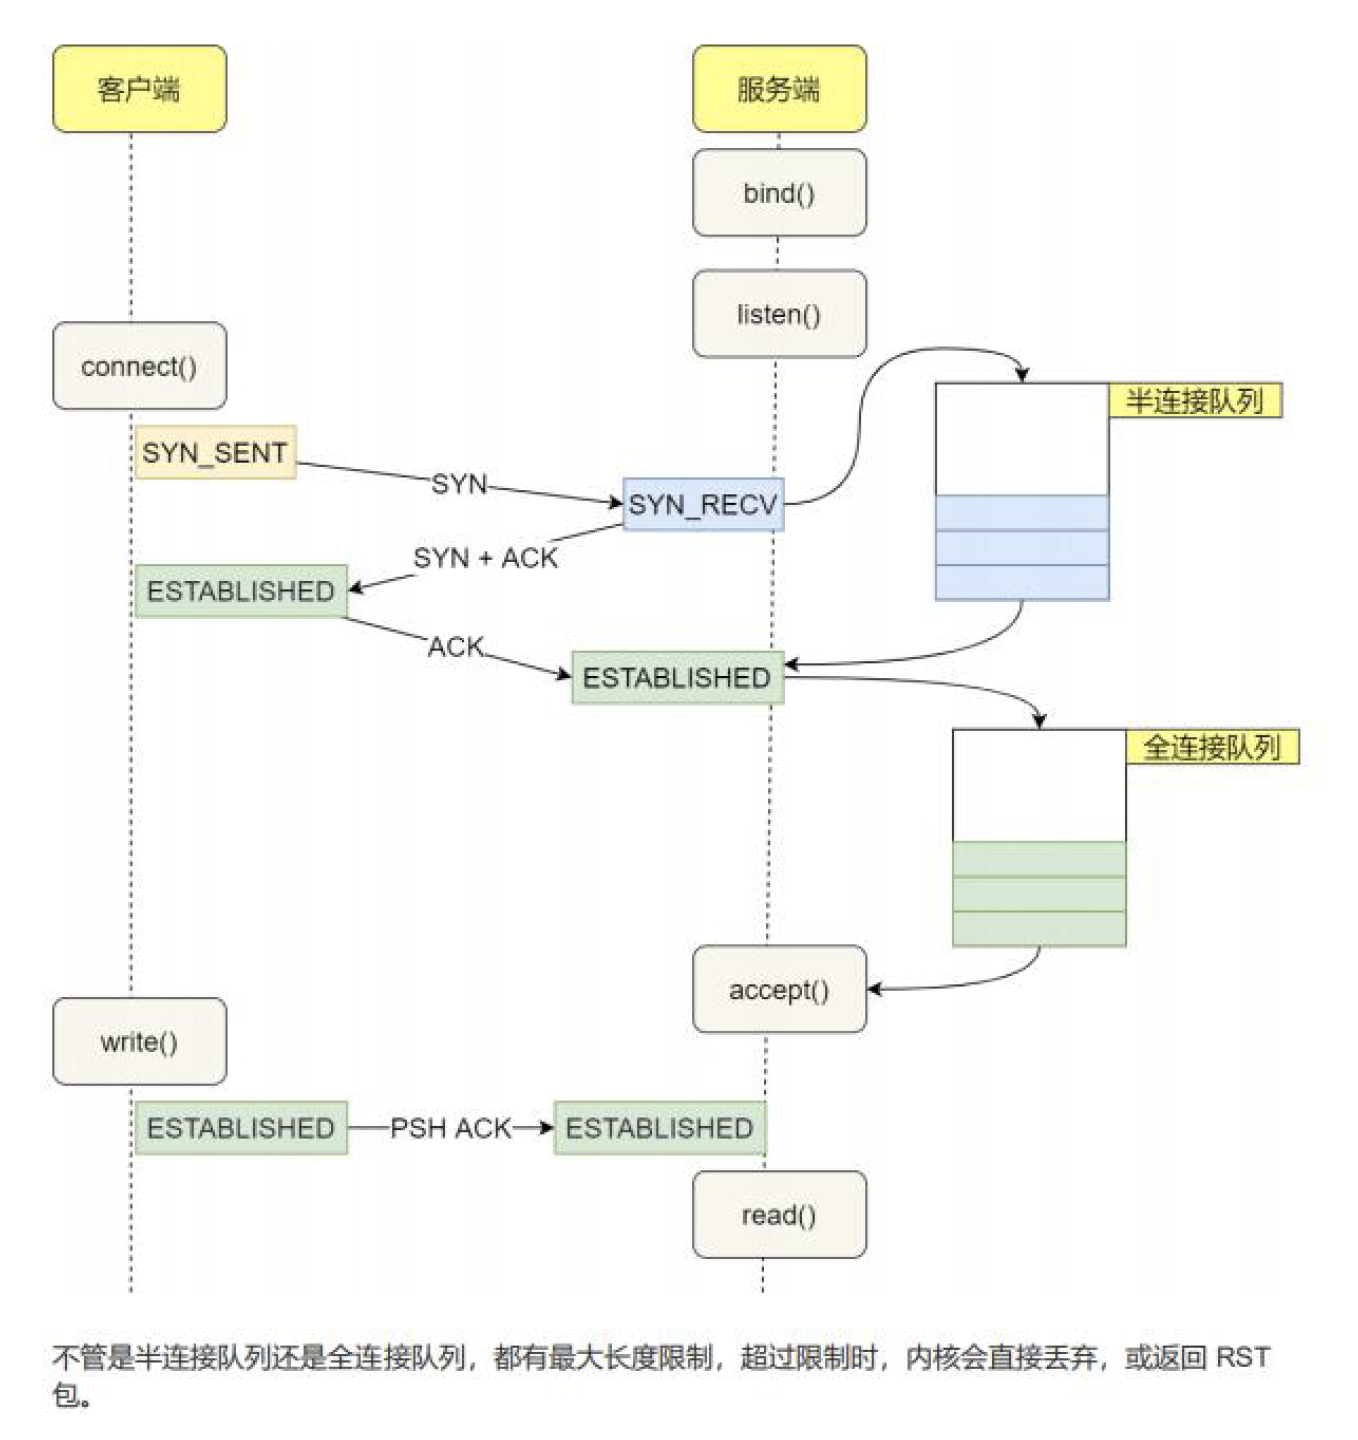 客户端
服务端
bind()
listen()
connect()
半连接队列
SYN_SENT
SYN
SYN_RECV
SYN + ACK
ESTABLISHED
ACK
ESTABLISHED
全连接队列
accept()
write()
ESTABLISHED
PSH ACK
ESTABLISHED
read()
不管是半连接队列还是全连接队列，都有最大长度限制，超过限制时，内核会直接丢弃，或返回 RST
包。